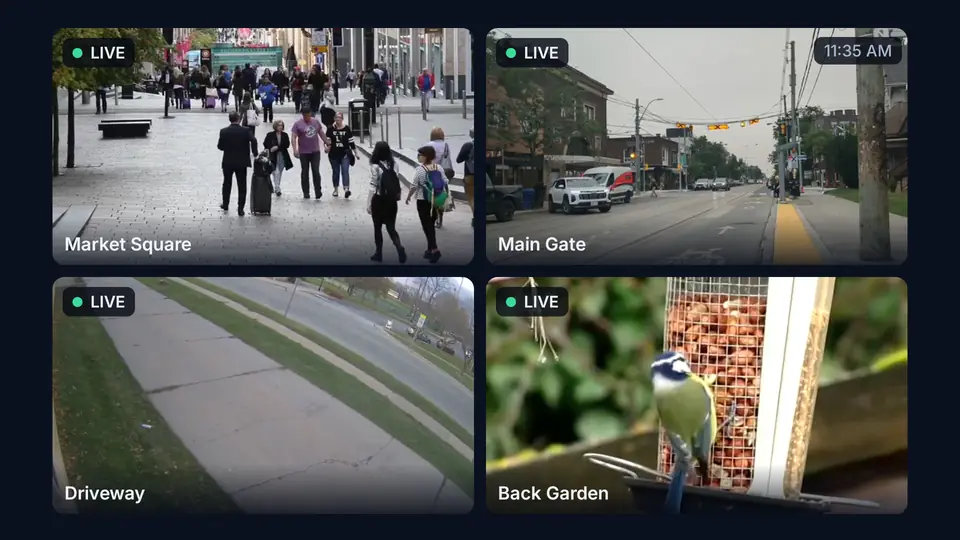 LIVE
Market Square
LIVE
11:35 AM
Main Gate
LIVE
Driveway
LIVE
Back Garden